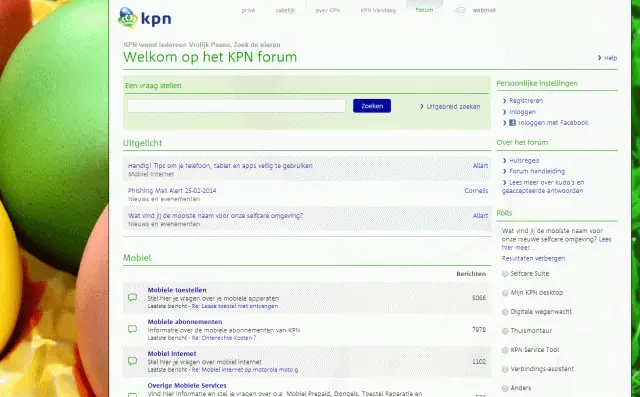 kpn
privé zakelijk over KPN KPN Vandaag Forum webmail
KPN wenst iedereen Vrolijk Pasen, Zoek de eieren
Welkom op het KPN forum
Help
Een vraag stellen
Zoeken
Uitgebreid zoeken
Uitgelicht
Handig! Tips om je telefoon, tablet en apps veilig te gebruiken Allart
Mobiel Internet
Phishing Mail Alert 25-02-2014 Cornelis
Nieuws en evenementen
Wat vind jij de mooiste naam voor onze selfcare omgeving? Allart
Nieuws en evenementen
Mobiel
Berichten
Mobiele toestellen
Stel hier je vragen over je mobiele apparaten 5066
Laatste bericht - Re: Lease toestel niet ontvangen
Mobiele abonnementen
Informatie over de mobiele abonnementen van KPN 7978
Laatste bericht - Re: Onterechte Kosten ?
Mobiel Internet
Stel hier je vragen over mobiel internet 1102
Laatste bericht - Re: Mobiel internet op motorola moto g
Overige Mobiele Services
Vind hier informatie en stel je vragen over o.a. Mobiel Prepaid, Dongels, Toestel Reparatie en
Persoonlijke instellingen
Registreren
Inloggen
Inloggen met Facebook
Over het forum
Huisregels
Forum handleiding
Lees meer over kudo's en
geaccepteerde antwoorden
Polls
Wat vind jij de mooiste naam voor
onze nieuwe selfcare omgeving? Lees
hier meer...
Resultaten verbergen
Selfcare Suite
Mijn KPN desktop
Digitale wegenwacht
Thuismonteur
KPN Service Tool
Verbindings-assistent
Anders